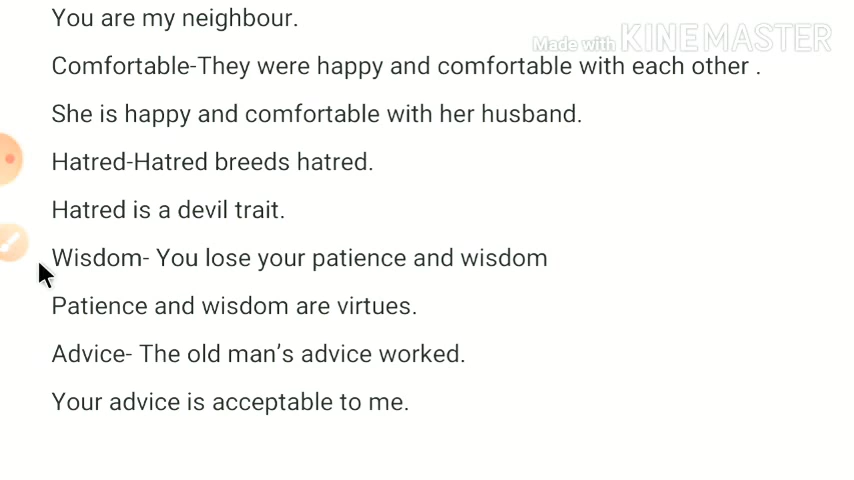 You are my neighbour.
Made with KINEMASTER
Comfortable-They were happy and comfortable with each other .
She is happy and comfortable with her husband.
Hatred-Hatred breeds hatred.
Hatred is a devil trait.
Wisdom- You lose your patience and wisdom
Patience and wisdom are virtues.
Advice- The old man’s advice worked.
Your advice is acceptable to me.